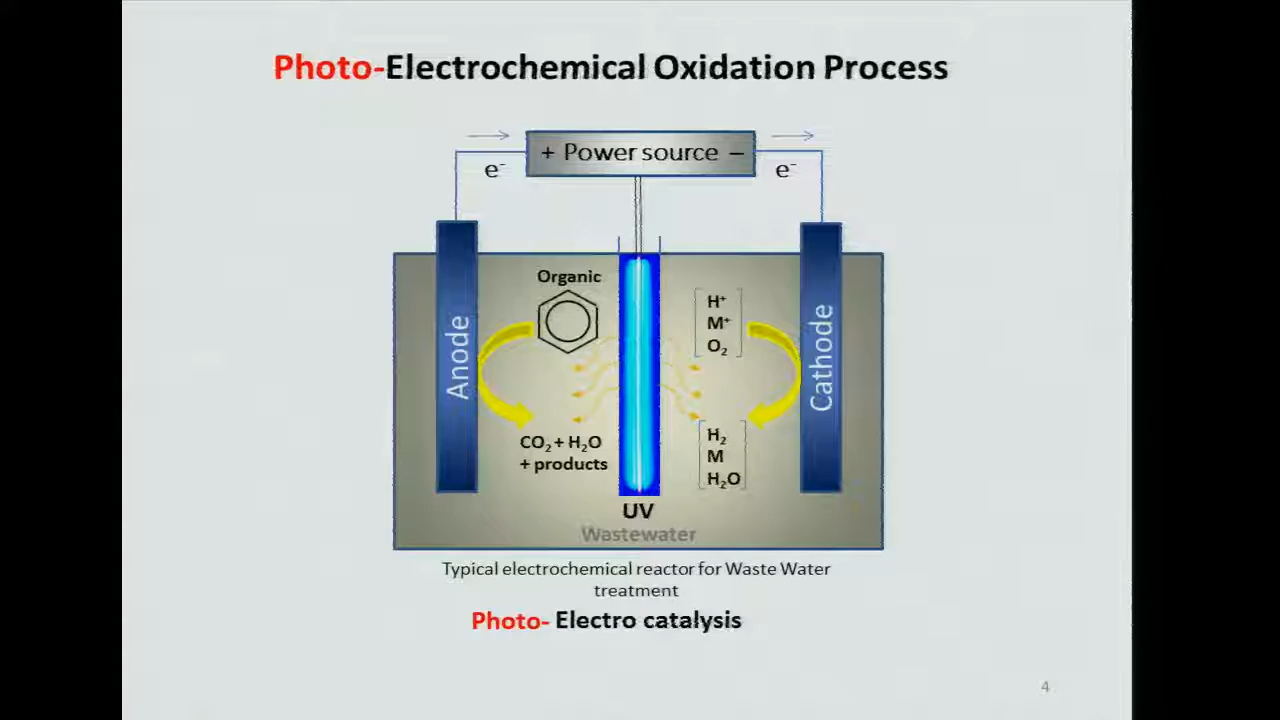 Photo-Electrochemical Oxidation Process
+ Power source –
e⁻
e⁻
Anode
Organic
CO₂ + H₂O
+ products
UV
Wastewater
H⁺
M⁺
O₂
H₂
M
H₂O
Cathode
Typical electrochemical reactor for Waste Water
treatment
Photo- Electro catalysis
4